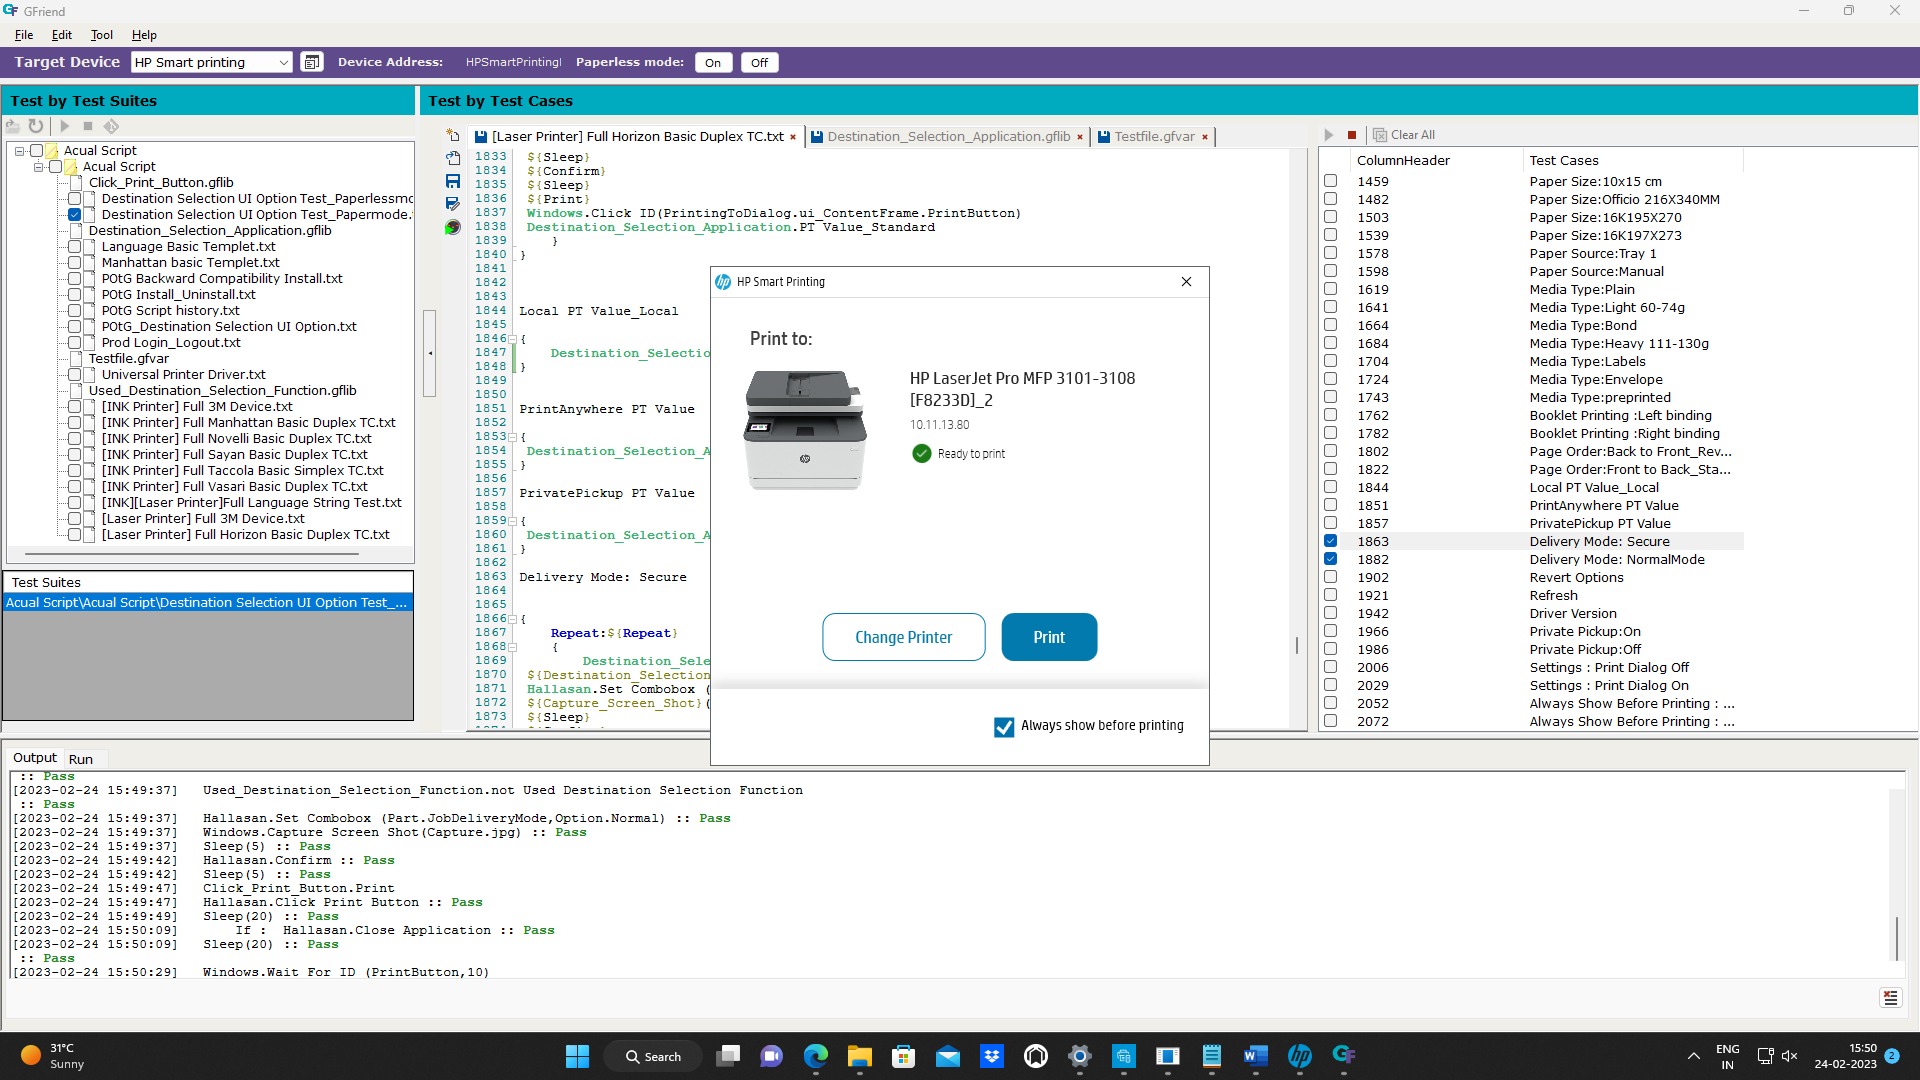 GFriend
File Edit Tool Help
Target Device HP Smart printing Device Address: HPSmartPrintingl Paperless mode: On Off
Test by Test Suites
Acual Script
Acual Script
Click_Print_Button.gflib
Destination Selection UI Option Test_Paperlessmo
Destination Selection UI Option Test_Papermode.
Destination_Selection_Application.gflib
Language Basic Templet.txt
Manhattan basic Templet.txt
POtG Backward Compatibility Install.txt
POtG Install_Uninstall.txt
POtG Script history.txt
POtG_Destination Selection UI Option.txt
Prod Login_Logout.txt
Testfile.gfvar
Universal Printer Driver.txt
Used_Destination_Selection_Function.gflib
[INK Printer] Full 3M Device.txt
[INK Printer] Full Manhattan Basic Duplex TC.txt
[INK Printer] Full Novelli Basic Duplex TC.txt
[INK Printer] Full Sayan Basic Duplex TC.txt
[INK Printer] Full Taccola Basic Simplex TC.txt
[INK Printer] Full Vasari Basic Duplex TC.txt
[INK][Laser Printer]Full Language String Test.txt
[Laser Printer] Full 3M Device.txt
[Laser Printer] Full Horizon Basic Duplex TC.txt
Test Suites
Acual Script\Acual Script\Destination Selection UI Option Test_...
Test by Test Cases
[Laser Printer] Full Horizon Basic Duplex TC.txt Destination_Selection_Application.gflib Testfile.gfvar
1833 ${Sleep}
1834 ${Confirm}
1835 ${Sleep}
1836 ${Print}
1837 Windows.Click ID(PrintingToDialog.ui_ContentFrame.PrintButton)
1838 Destination_Selection_Application.PT Value_Standard
1839 }
1840 }
1841
1842
1843
1844 Local PT Value_Local
1845
1846 {
1847 Destination_Selectio
1848 }
1849
1850
1851 PrintAnywhere PT Value
1852
1853 {
1854 Destination_Selection_A
1855 }
1856
1857 PrivatePickup PT Value
1858
1859 {
1860 Destination_Selection_A
1861 }
1862
1863 Delivery Mode: Secure
1864
1865
1866 {
1867 Repeat:${Repeat}
1868 {
1869 Destination_Sele
1870 ${Destination_Selection
1871 Hallasan.Set Combobox (
1872 ${Capture_Screen_Shot}(
1873 ${Sleep}
HP Smart Printing
Print to:
HP LaserJet Pro MFP 3101-3108
[F8233D]_2
10.11.13.80
Ready to print
Change Printer Print
Always show before printing
Clear All
ColumnHeader Test Cases
1459 Paper Size:10x15 cm
1482 Paper Size:Officio 216X340MM
1503 Paper Size:16K195X270
1539 Paper Size:16K197X273
1578 Paper Source:Tray 1
1598 Paper Source:Manual
1619 Media Type:Plain
1641 Media Type:Light 60-74g
1664 Media Type:Bond
1684 Media Type:Heavy 111-130g
1704 Media Type:Labels
1724 Media Type:Envelope
1743 Media Type:preprinted
1762 Booklet Printing :Left binding
1782 Booklet Printing :Right binding
1802 Page Order:Back to Front_Rev...
1822 Page Order:Front to Back_Sta...
1844 Local PT Value_Local
1851 PrintAnywhere PT Value
1857 PrivatePickup PT Value
1863 Delivery Mode: Secure
1882 Delivery Mode: NormalMode
1902 Revert Options
1921 Refresh
1942 Driver Version
1966 Private Pickup:On
1986 Private Pickup:Off
2006 Settings : Print Dialog Off
2029 Settings : Print Dialog On
2052 Always Show Before Printing : ...
2072 Always Show Before Printing : ...
Output Run
:: Pass
[2023-02-24 15:49:37] Used_Destination_Selection_Function.not Used Destination Selection Function
:: Pass
[2023-02-24 15:49:37] Hallasan.Set Combobox (Part.JobDeliveryMode,Option.Normal) :: Pass
[2023-02-24 15:49:37] Windows.Capture Screen Shot(Capture.jpg) :: Pass
[2023-02-24 15:49:37] Sleep(5) :: Pass
[2023-02-24 15:49:42] Hallasan.Confirm :: Pass
[2023-02-24 15:49:42] Sleep(5) :: Pass
[2023-02-24 15:49:47] Click_Print_Button.Print
[2023-02-24 15:49:47] Hallasan.Click Print Button :: Pass
[2023-02-24 15:49:49] Sleep(20) :: Pass
[2023-02-24 15:50:09] If : Hallasan.Close Application :: Pass
[2023-02-24 15:50:09] Sleep(20) :: Pass
:: Pass
[2023-02-24 15:50:29] Windows.Wait For ID (PrintButton,10)
31°C
Sunny
Search
ENG
IN
15:50
24-02-2023
2